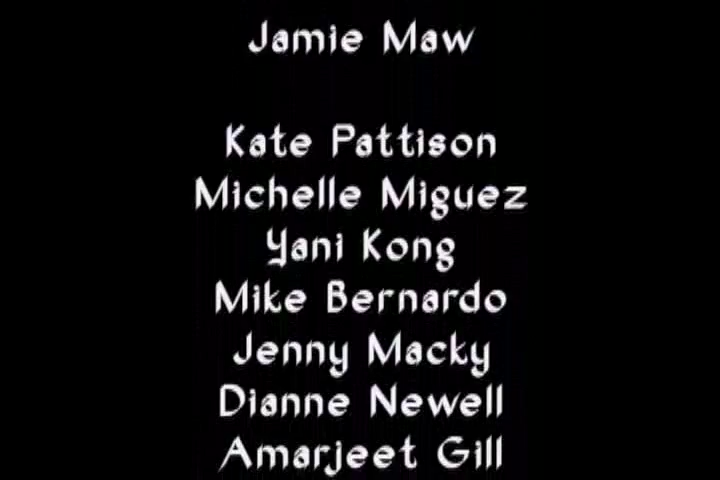 Jamie Maw
Kate Pattison
Michelle Miguez
Yani Kong
Mike Bernardo
Jenny Macky
Dianne Newell
Amarjeet Gill